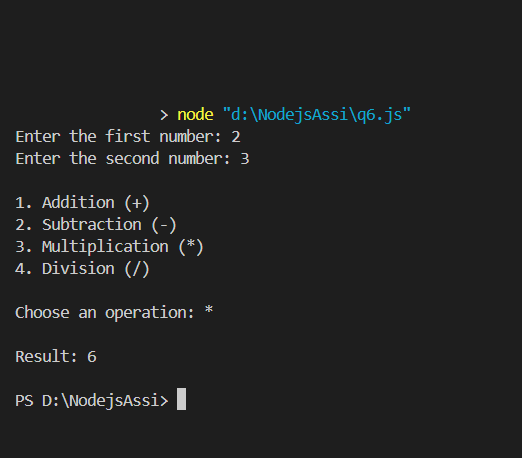 > node "d:\NodejsAssi\q6.js"
Enter the first number: 2
Enter the second number: 3
1. Addition (+)
2. Subtraction (-)
3. Multiplication (*)
4. Division (/)
Choose an operation: *
Result: 6
PS D:\NodejsAssi>